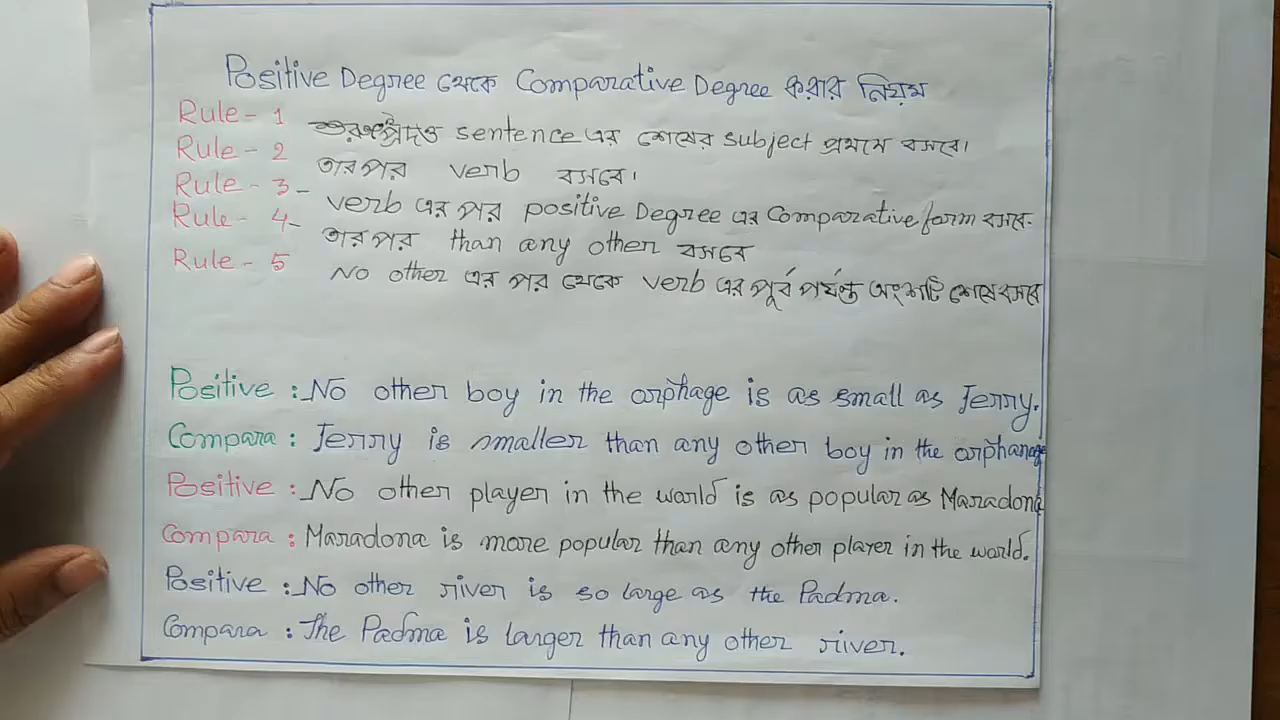 Positive Degree থেকে Comparative Degree করার নিয়ম
Rule - 1 প্রদত্ত sentence এর শেষের subject প্রথমে বসবে।
Rule - 2 তারপর verb বসবে।
Rule - 3 - verb এর পর positive Degree এর Comparative form বসবে-
Rule - 4 - তারপর than any other বসবে
Rule - 5 No other এর পর থেকে verb এর পূর্ব পর্যন্ত অংশটি শেষে বসবে
Positive : No other boy in the orphage is as small as Jerry.
Compara : Jerry is smaller than any other boy in the orphanage
Positive : No other player in the world is as popular as Maradona
Compara : Maradona is more popular than any other player in the world.
Positive : No other river is so large as the Padma.
Compara : The Padma is larger than any other river.